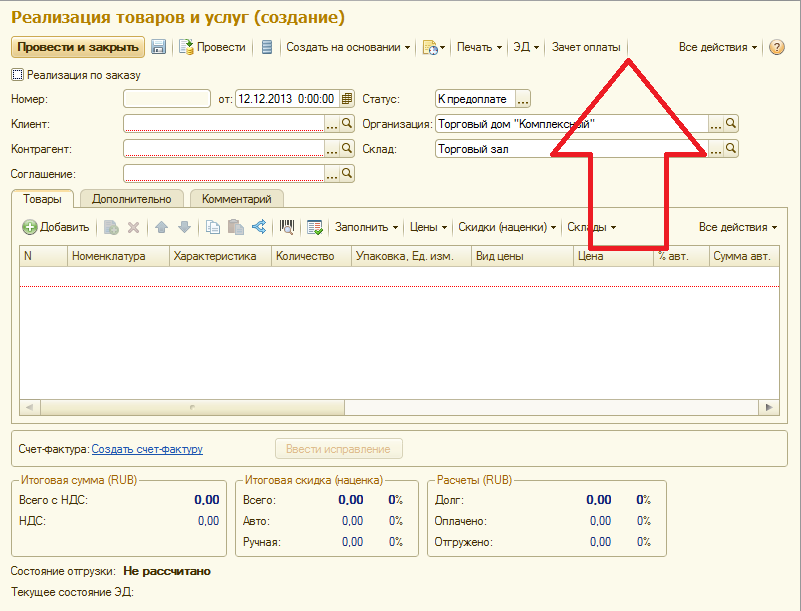 Реализация товаров и услуг (создание)
Провести и закрыть Провести Создать на основании Печать ЭД Зачет оплаты Все действия ?
Реализация по заказу
Номер: от: 12.12.2013 0:00:00 Статус: К предоплате ...
Клиент: ... Организация: Торговый дом "Комплексный" ...
Контрагент: ... Склад: Торговый зал ...
Соглашение: ...
Товары Дополнительно Комментарий
Добавить Заполнить Цены Скидки (наценки) Склады Все действия
N Номенклатура Характеристика Количество Упаковка, Ед. изм. Вид цены Цена % авт. Сумма авт.
Счет-фактура: Создать счет-фактуру Ввести исправление
Итоговая сумма (RUB) Итоговая скидка (наценка) Расчеты (RUB)
Всего с НДС: 0,00 Всего: 0,00 0% Долг: 0,00 0%
НДС: 0,00 Авто: 0,00 0% Оплачено: 0,00 0%
Ручная: 0,00 0% Отгружено: 0,00 0%
Состояние отгрузки: Не рассчитано
Текущее состояние ЭД: